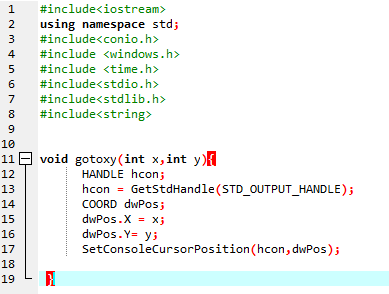 1 #include<iostream>
2 using namespace std;
3 #include<conio.h>
4 #include <windows.h>
5 #include <time.h>
6 #include<stdio.h>
7 #include<stdlib.h>
8 #include<string>
9
10
11 void gotoxy(int x,int y){
12 HANDLE hcon;
13 hcon = GetStdHandle(STD_OUTPUT_HANDLE);
14 COORD dwPos;
15 dwPos.X = x;
16 dwPos.Y= y;
17 SetConsoleCursorPosition(hcon,dwPos);
18
19 }